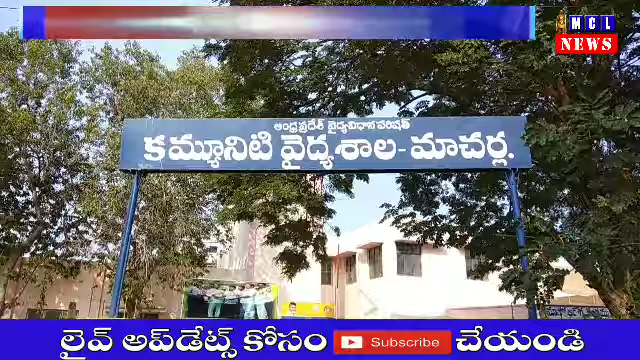 MCL
NEWS
ఆంధ్రప్రదేశ్ వైద్యవిధాన పరిషత్
కమ్మూనిటి వైద్యశాల - మాచర్ల.
లైవ్ అప్‌డేట్స్ కోసం Subscribe చేయండి